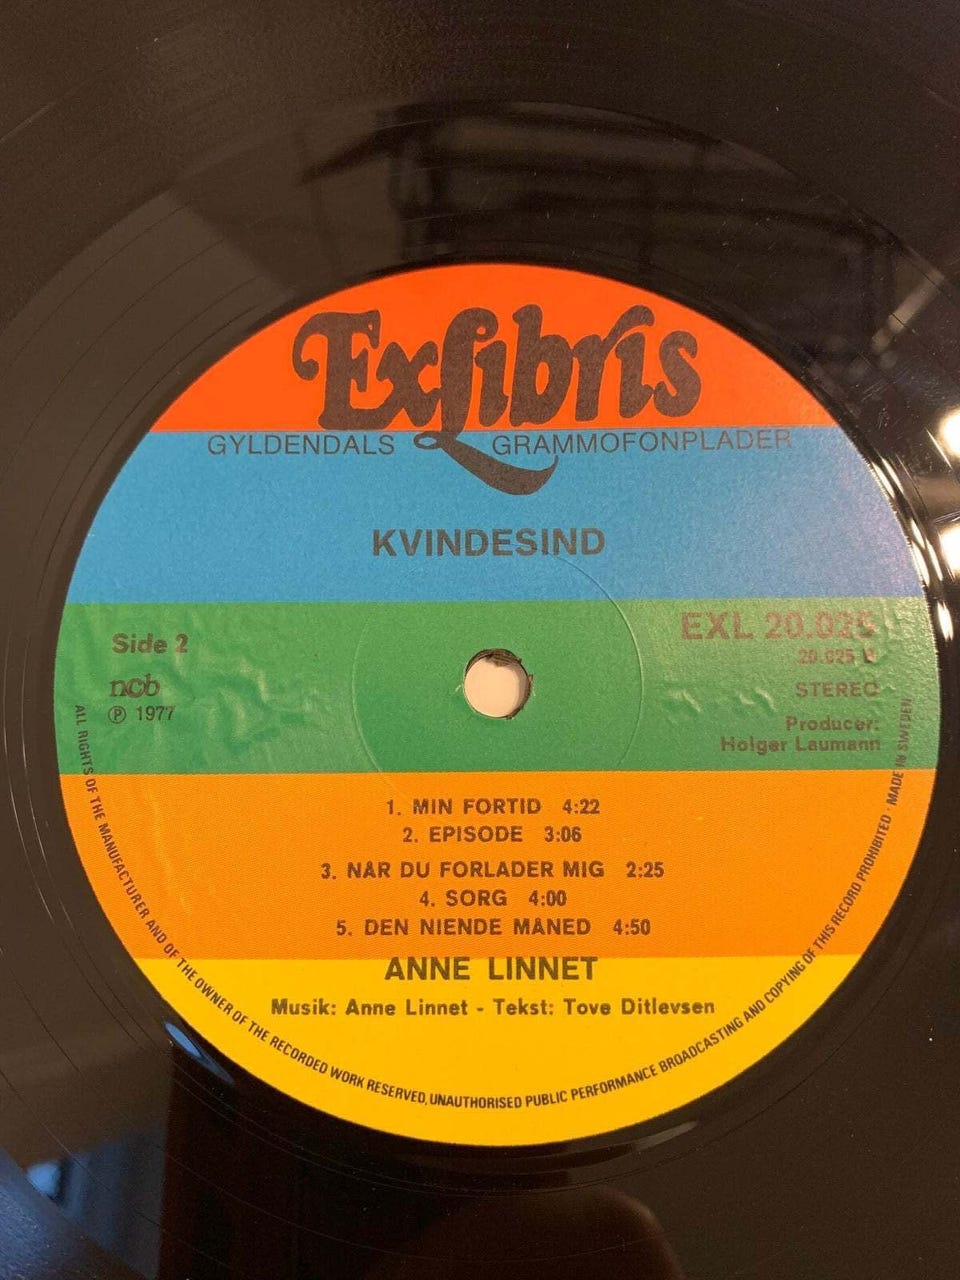 Exlibris
GYLDENDALS GRAMMOFONPLADER
KVINDESIND
Side 2
ncb
℗ 1977
EXL 20.025
20.025 B
STEREO
Producer:
Holger Laumann
1. MIN FORTID 4:22
2. EPISODE 3:06
3. NÅR DU FORLADER MIG 2:25
4. SORG 4:00
5. DEN NIENDE MÅNED 4:50
ANNE LINNET
Musik: Anne Linnet - Tekst: Tove Ditlevsen
ALL RIGHTS OF THE MANUFACTURER AND OF THE OWNER OF THE RECORDED WORK RESERVED, UNAUTHORISED PUBLIC PERFORMANCE BROADCASTING AND COPYING OF THIS RECORD PROHIBITED · MADE IN SWEDEN